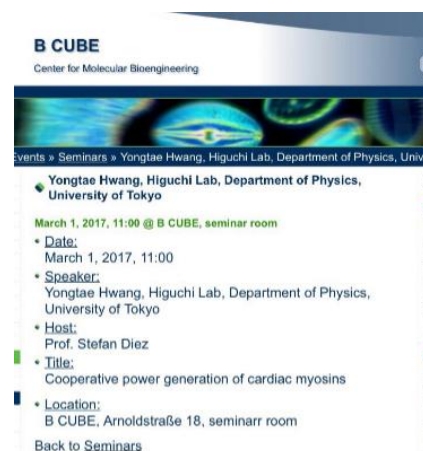 B CUBE
Center for Molecular Bioengineering
Events » Seminars » Yongtae Hwang, Higuchi Lab, Department of Physics, Univ
Yongtae Hwang, Higuchi Lab, Department of Physics,
University of Tokyo
March 1, 2017, 11:00 @ B CUBE, seminar room
Date:
March 1, 2017, 11:00
Speaker:
Yongtae Hwang, Higuchi Lab, Department of Physics,
University of Tokyo
Host:
Prof. Stefan Diez
Title:
Cooperative power generation of cardiac myosins
Location:
B CUBE, Arnoldstraße 18, seminarr room
Back to Seminars